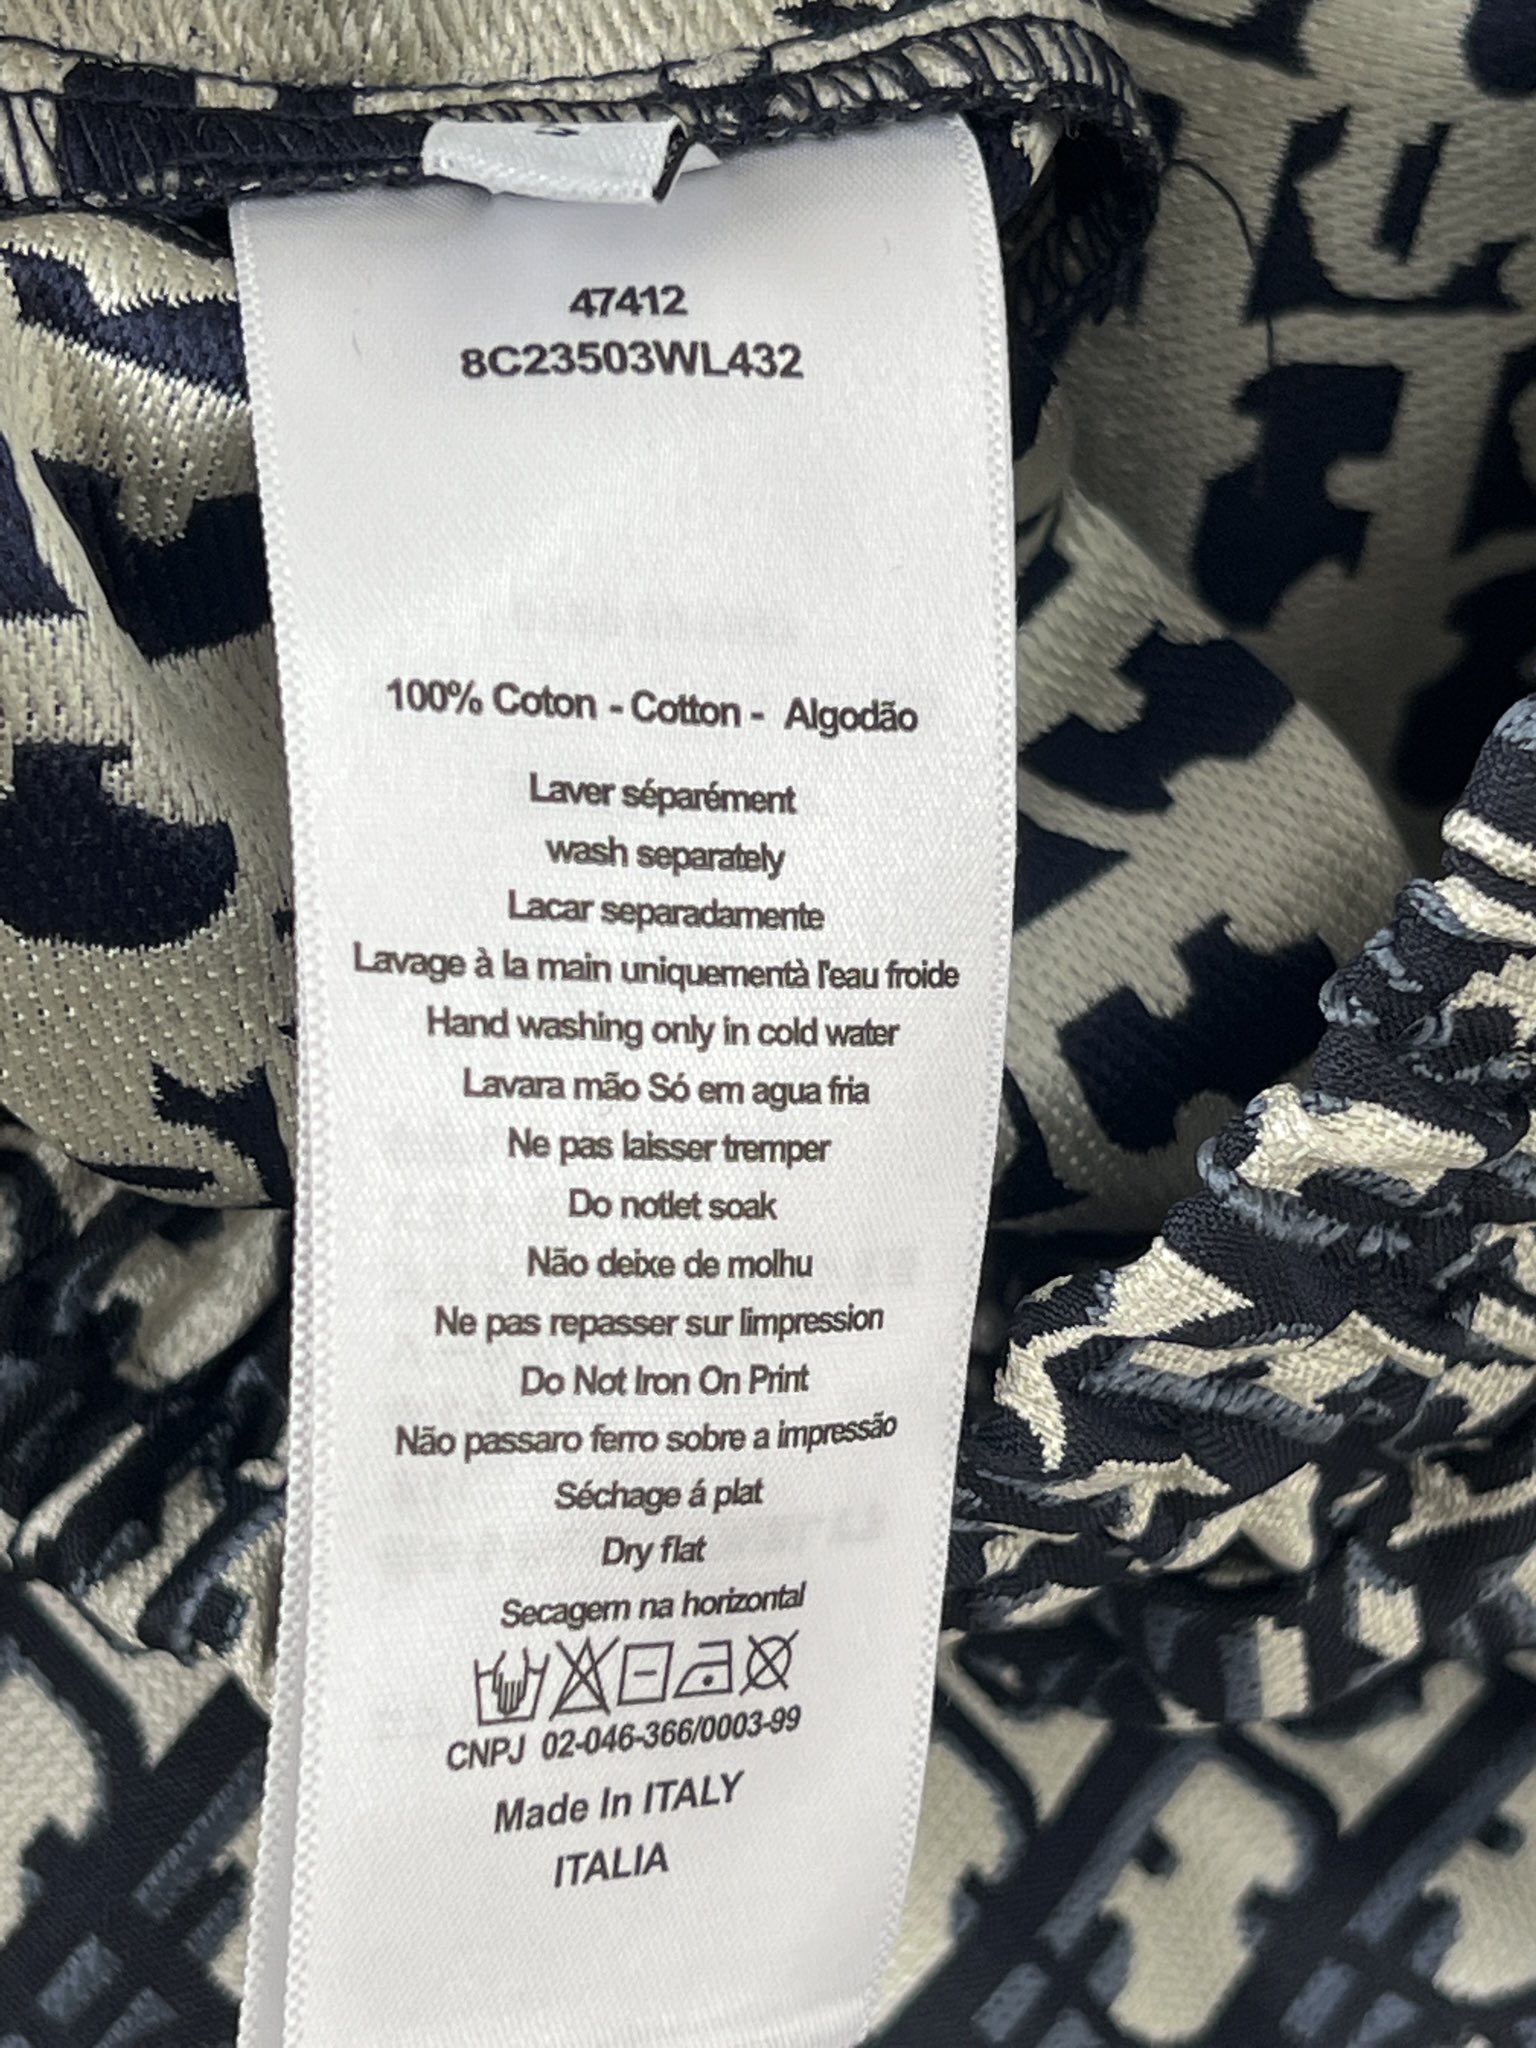 47412
8C23503WL432
100% Coton - Cotton - Algodão
Laver séparément
wash separately
Lacar separadamente
Lavage à la main uniquementà l'eau froide
Hand washing only in cold water
Lavara mão Só em agua fria
Ne pas laisser tremper
Do notlet soak
Não deixe de molhu
Ne pas repasser sur limpression
Do Not Iron On Print
Não passaro ferro sobre a impressão
Séchage á plat
Dry flat
Secagem na horizontal
CNPJ 02-046-366/0003-99
Made In ITALY
ITALIA